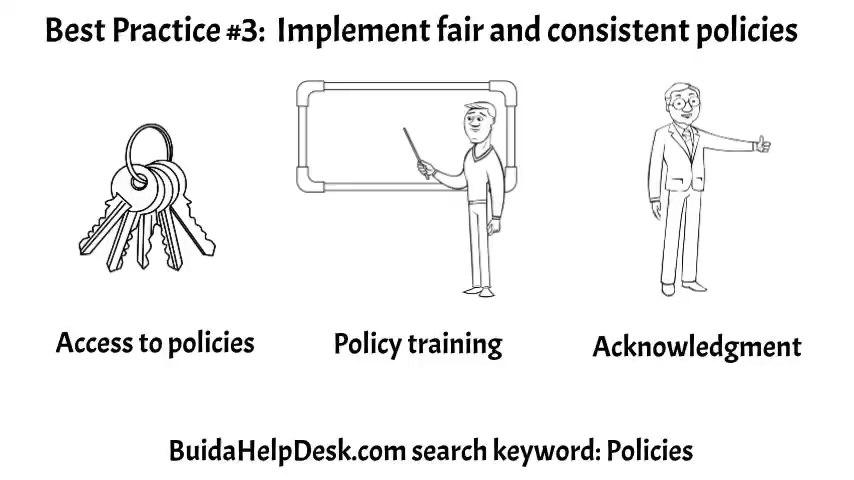 Best Practice #3: Implement fair and consistent policies
Access to policies
Policy training
Acknowledgment
BuidaHelpDesk.com search keyword: Policies